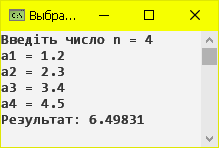 Выбра...
Введіть число n = 4
a1 = 1.2
a2 = 2.3
a3 = 3.4
a4 = 4.5
Результат: 6.49831